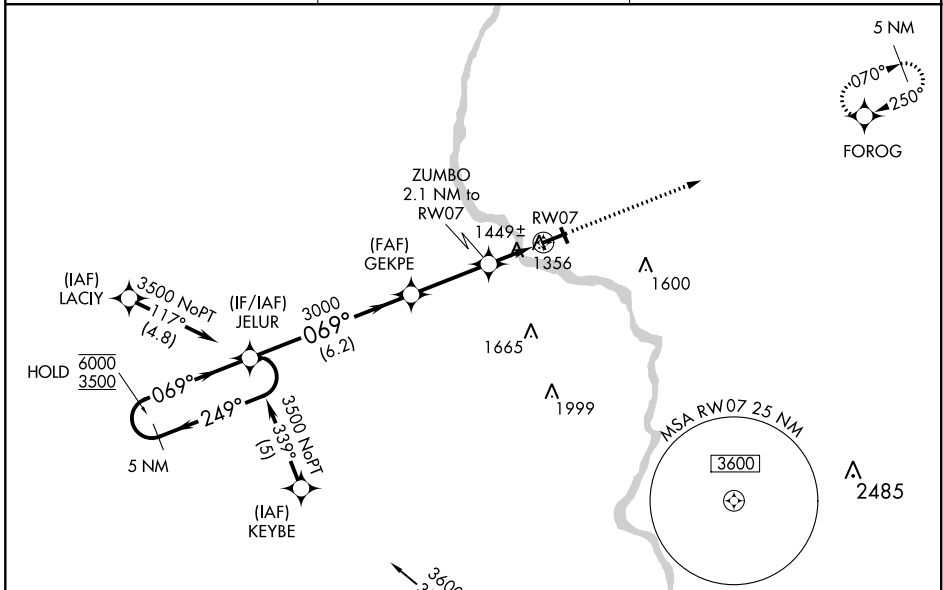 5 NM
070°
250°
FOROG
ZUMBO
2.1 NM to
RW07
RW07
1449±
1356
(FAF)
GEKPE
1600
(IAF)
LACIY
3500 NoPT
117°
(4.8)
(IF/IAF)
JELUR
3000
069°
(6.2)
1665
HOLD
6000
3500
069°
249°
5 NM
3500 NoPT
339°
(5)
1999
(IAF)
KEYBE
MSA RW07 25 NM
3600
2485
3600